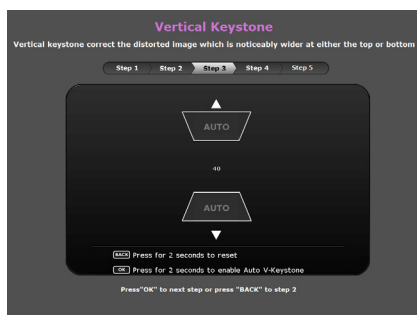 Vertical Keystone
Vertical keystone correct the distorted image which is noticeably wider at either the top or bottom
Step 1 Step 2 Step 3 Step 4 Step 5
AUTO
40
AUTO
BACK Press for 2 seconds to reset
OK Press for 2 seconds to enable Auto V-Keystone
Press"OK" to next step or press "BACK" to step 2